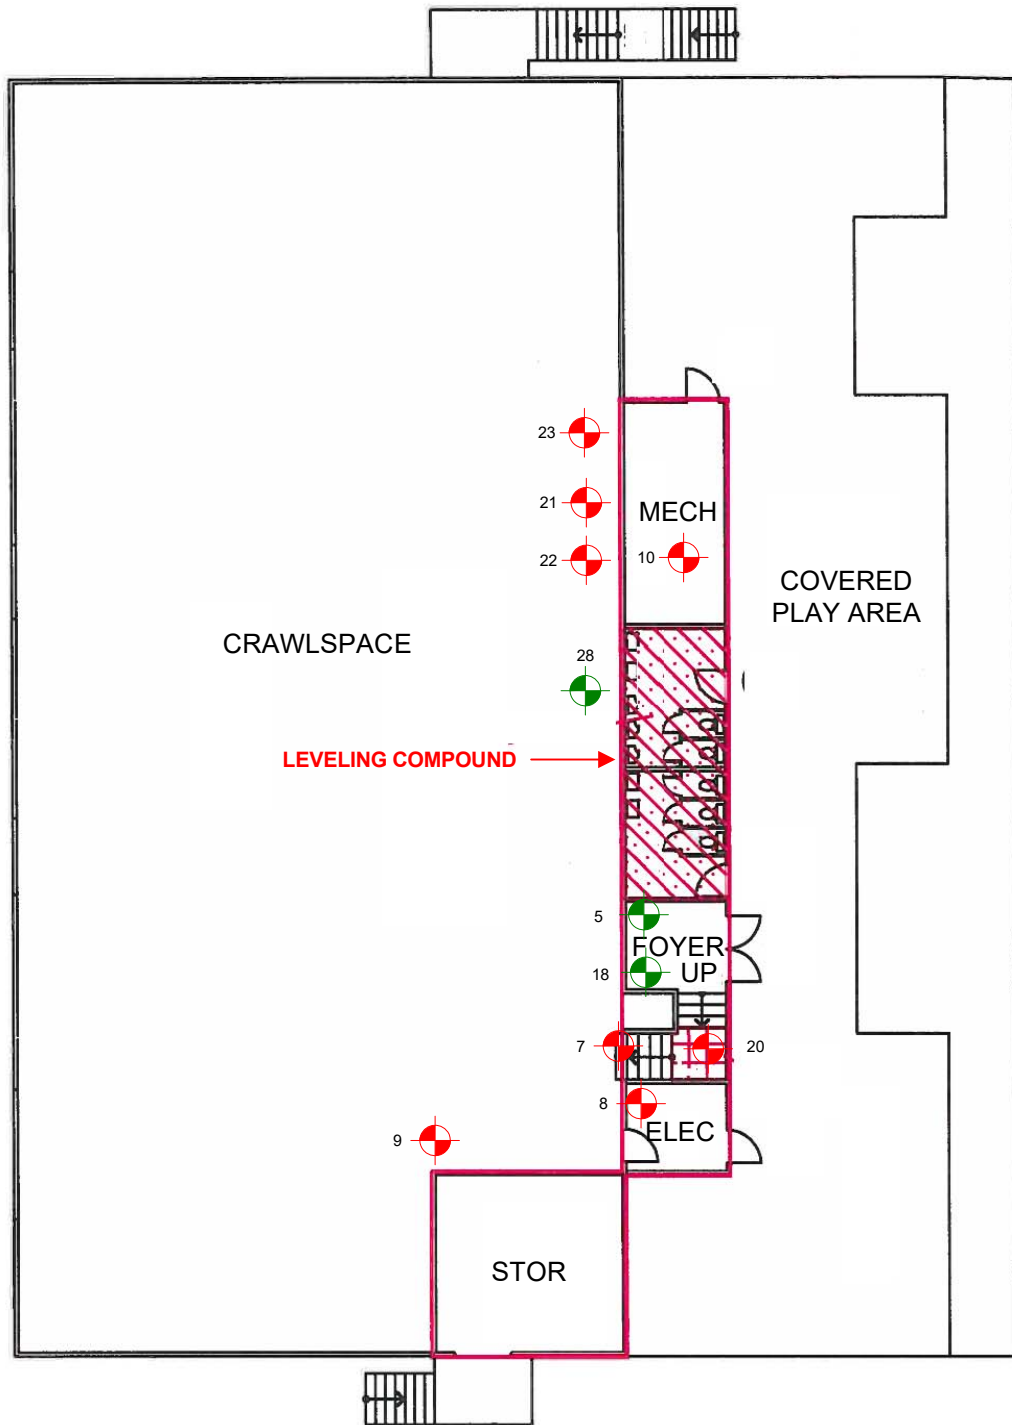 23
21
MECH
22
10
COVERED
PLAY AREA
CRAWLSPACE
28
LEVELING COMPOUND
5
FOYER
18
UP
7
20
8
ELEC
9
STOR